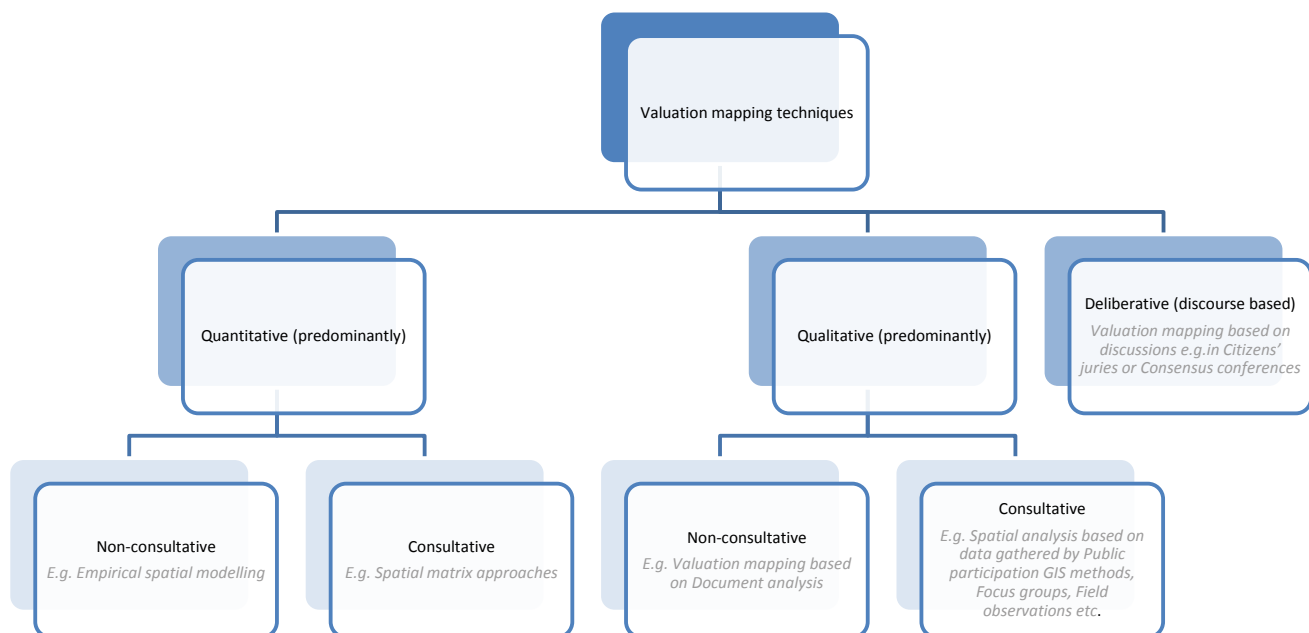 Valuation mapping techniques
Quantitative (predominantly)
Qualitative (predominantly)
Deliberative (discourse based)
Valuation mapping based on
discussions e.g.in Citizens’
juries or Consensus conferences
Non-consultative
E.g. Empirical spatial modelling
Consultative
E.g. Spatial matrix approaches
Non-consultative
E.g. Valuation mapping based
on Document analysis
Consultative
E.g. Spatial analysis based on
data gathered by Public
participation GIS methods,
Focus groups, Field
observations etc.